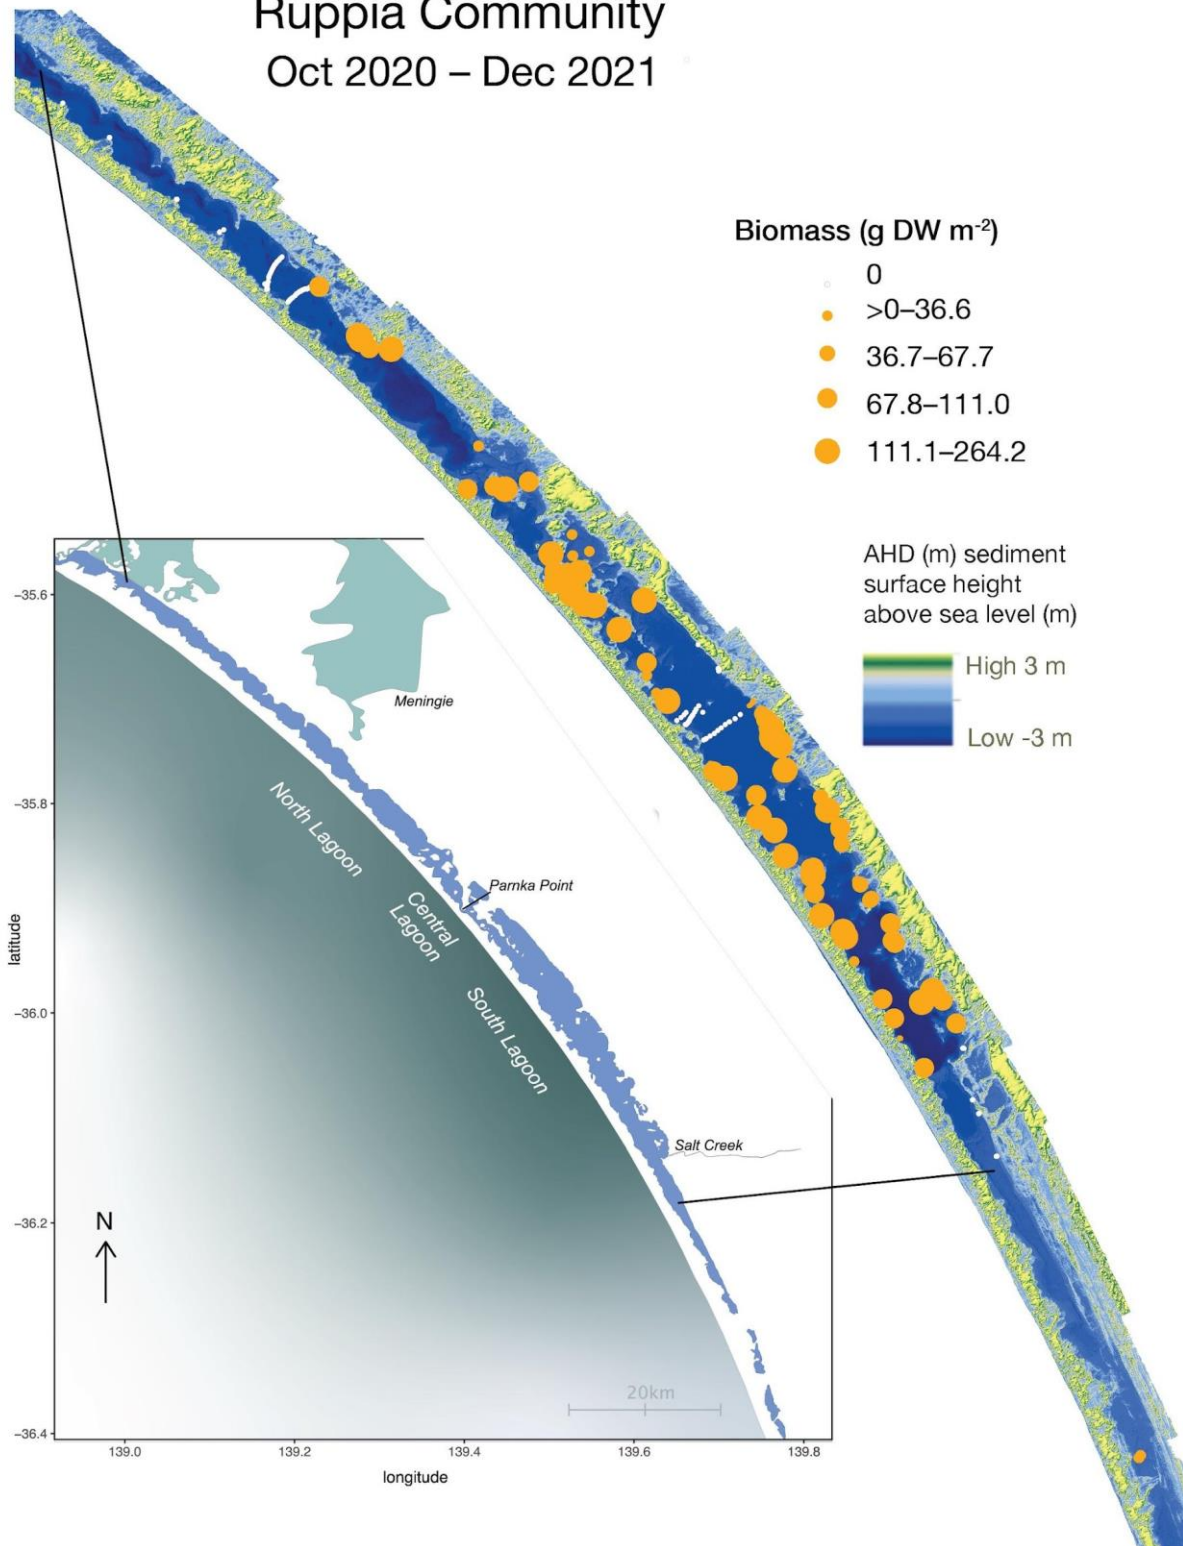 Ruppia Community
Oct 2020 – Dec 2021
Biomass (g DW m⁻²)
0
>0–36.6
36.7–67.7
67.8–111.0
111.1–264.2
AHD (m) sediment
surface height
above sea level (m)
High 3 m
Low -3 m
Meningie
North Lagoon
Parnka Point
Central
Lagoon
South Lagoon
Salt Creek
N
20km
latitude
−35.6
−35.8
−36.0
−36.2
−36.4
139.0
139.2
139.4
139.6
139.8
longitude